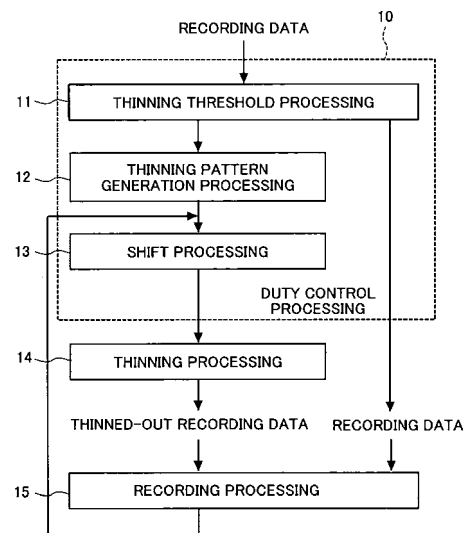 RECORDING DATA
10
11
THINNING THRESHOLD PROCESSING
12
THINNING PATTERN
GENERATION PROCESSING
13
SHIFT PROCESSING
DUTY CONTROL
PROCESSING
14
THINNING PROCESSING
THINNED-OUT RECORDING DATA
RECORDING DATA
15
RECORDING PROCESSING